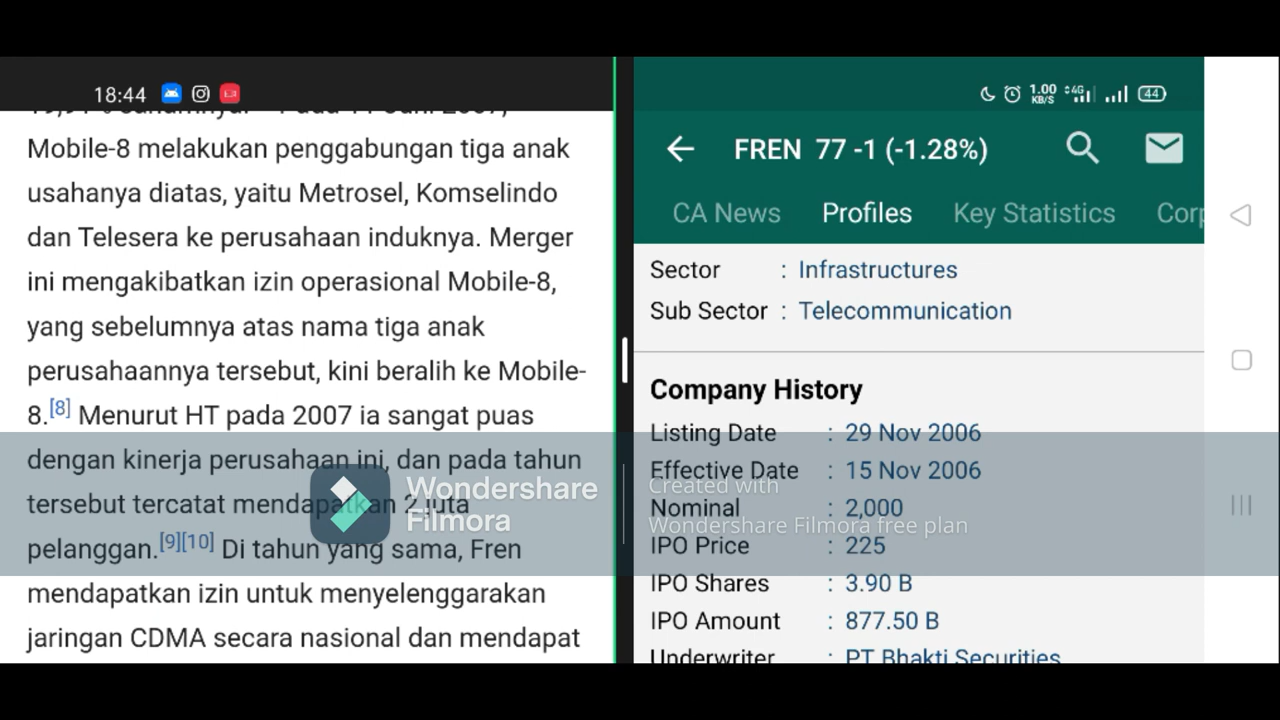 18:44
Mobile-8 melakukan penggabungan tiga anak
usahanya diatas, yaitu Metrosel, Komselindo
dan Telesera ke perusahaan induknya. Merger
ini mengakibatkan izin operasional Mobile-8,
yang sebelumnya atas nama tiga anak
perusahaannya tersebut, kini beralih ke Mobile-
8.[8] Menurut HT pada 2007 ia sangat puas
dengan kinerja perusahaan ini, dan pada tahun
tersebut tercatat mendapatkan 2 juta
pelanggan.[9][10] Di tahun yang sama, Fren
mendapatkan izin untuk menyelenggarakan
jaringan CDMA secara nasional dan mendapat
Wondershare
Filmora
1.00 KB/S 4G 44
FREN 77 -1 (-1.28%)
CA News Profiles Key Statistics Corp
Sector : Infrastructures
Sub Sector : Telecommunication
Company History
Listing Date : 29 Nov 2006
Effective Date : 15 Nov 2006
Created with
Nominal : 2,000
Wondershare Filmora free plan
IPO Price : 225
IPO Shares : 3.90 B
IPO Amount : 877.50 B
Underwriter : PT Bhakti Securities